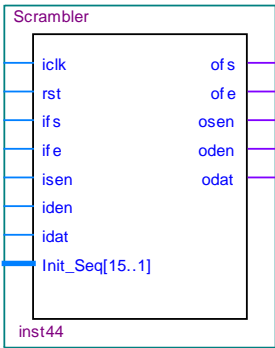 Scrambler
iclk ofs
rst ofe
ifs osen
ife oden
isen odat
iden
idat
Init_Seq[15..1]
inst44